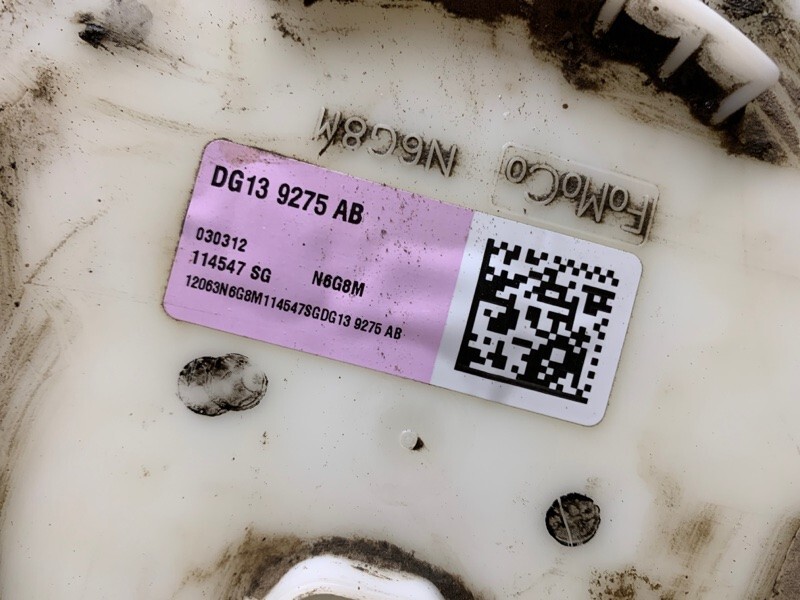 N6G8M
FoMoCo
DG13 9275 AB
030312
114547 SG N6G8M
12063N6G8M114547SGDG13 9275 AB